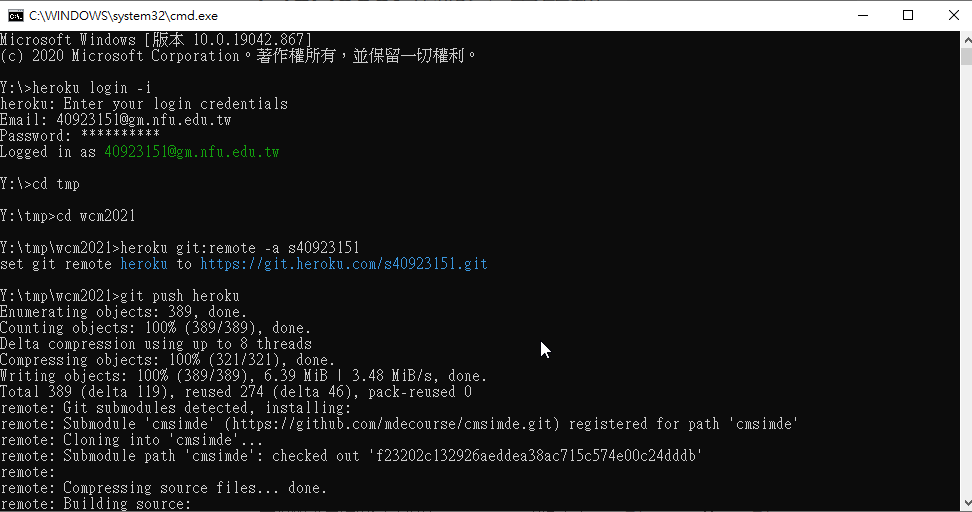 C:\WINDOWS\system32\cmd.exe
Microsoft Windows [版本 10.0.19042.867]
(c) 2020 Microsoft Corporation。著作權所有，並保留一切權利。
Y:\>heroku login -i
heroku: Enter your login credentials
Email: 40923151@gm.nfu.edu.tw
Password: **********
Logged in as 40923151@gm.nfu.edu.tw
Y:\>cd tmp
Y:\tmp>cd wcm2021
Y:\tmp\wcm2021>heroku git:remote -a s40923151
set git remote heroku to https://git.heroku.com/s40923151.git
Y:\tmp\wcm2021>git push heroku
Enumerating objects: 389, done.
Counting objects: 100% (389/389), done.
Delta compression using up to 8 threads
Compressing objects: 100% (321/321), done.
Writing objects: 100% (389/389), 6.39 MiB | 3.48 MiB/s, done.
Total 389 (delta 119), reused 274 (delta 46), pack-reused 0
remote: Git submodules detected, installing:
remote: Submodule 'cmsimde' (https://github.com/mdecourse/cmsimde.git) registered for path 'cmsimde'
remote: Cloning into 'cmsimde'...
remote: Submodule path 'cmsimde': checked out 'f23202c132926aeddea38ac715c574e00c24dddb'
remote:
remote: Compressing source files... done.
remote: Building source: